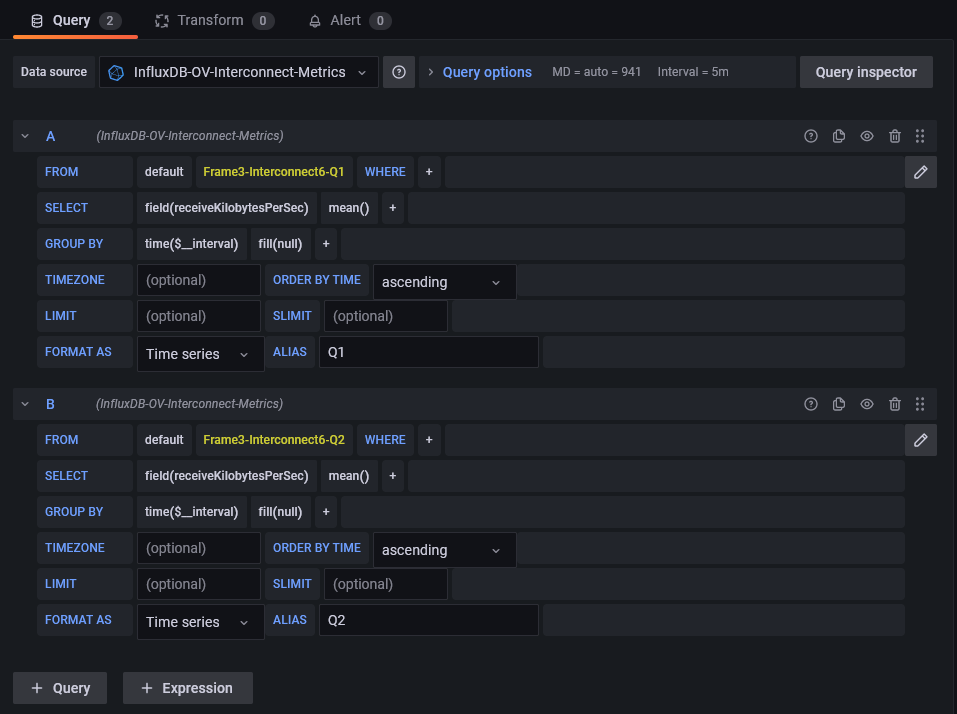 Query 2 Transform 0 Alert 0
Data source InfluxDB-OV-Interconnect-Metrics Query options MD = auto = 941 Interval = 5m Query inspector
A (InfluxDB-OV-Interconnect-Metrics)
FROM default Frame3-Interconnect6-Q1 WHERE +
SELECT field(receiveKilobytesPerSec) mean() +
GROUP BY time($__interval) fill(null) +
TIMEZONE (optional) ORDER BY TIME ascending
LIMIT (optional) SLIMIT (optional)
FORMAT AS Time series ALIAS Q1
B (InfluxDB-OV-Interconnect-Metrics)
FROM default Frame3-Interconnect6-Q2 WHERE +
SELECT field(receiveKilobytesPerSec) mean() +
GROUP BY time($__interval) fill(null) +
TIMEZONE (optional) ORDER BY TIME ascending
LIMIT (optional) SLIMIT (optional)
FORMAT AS Time series ALIAS Q2
+ Query + Expression